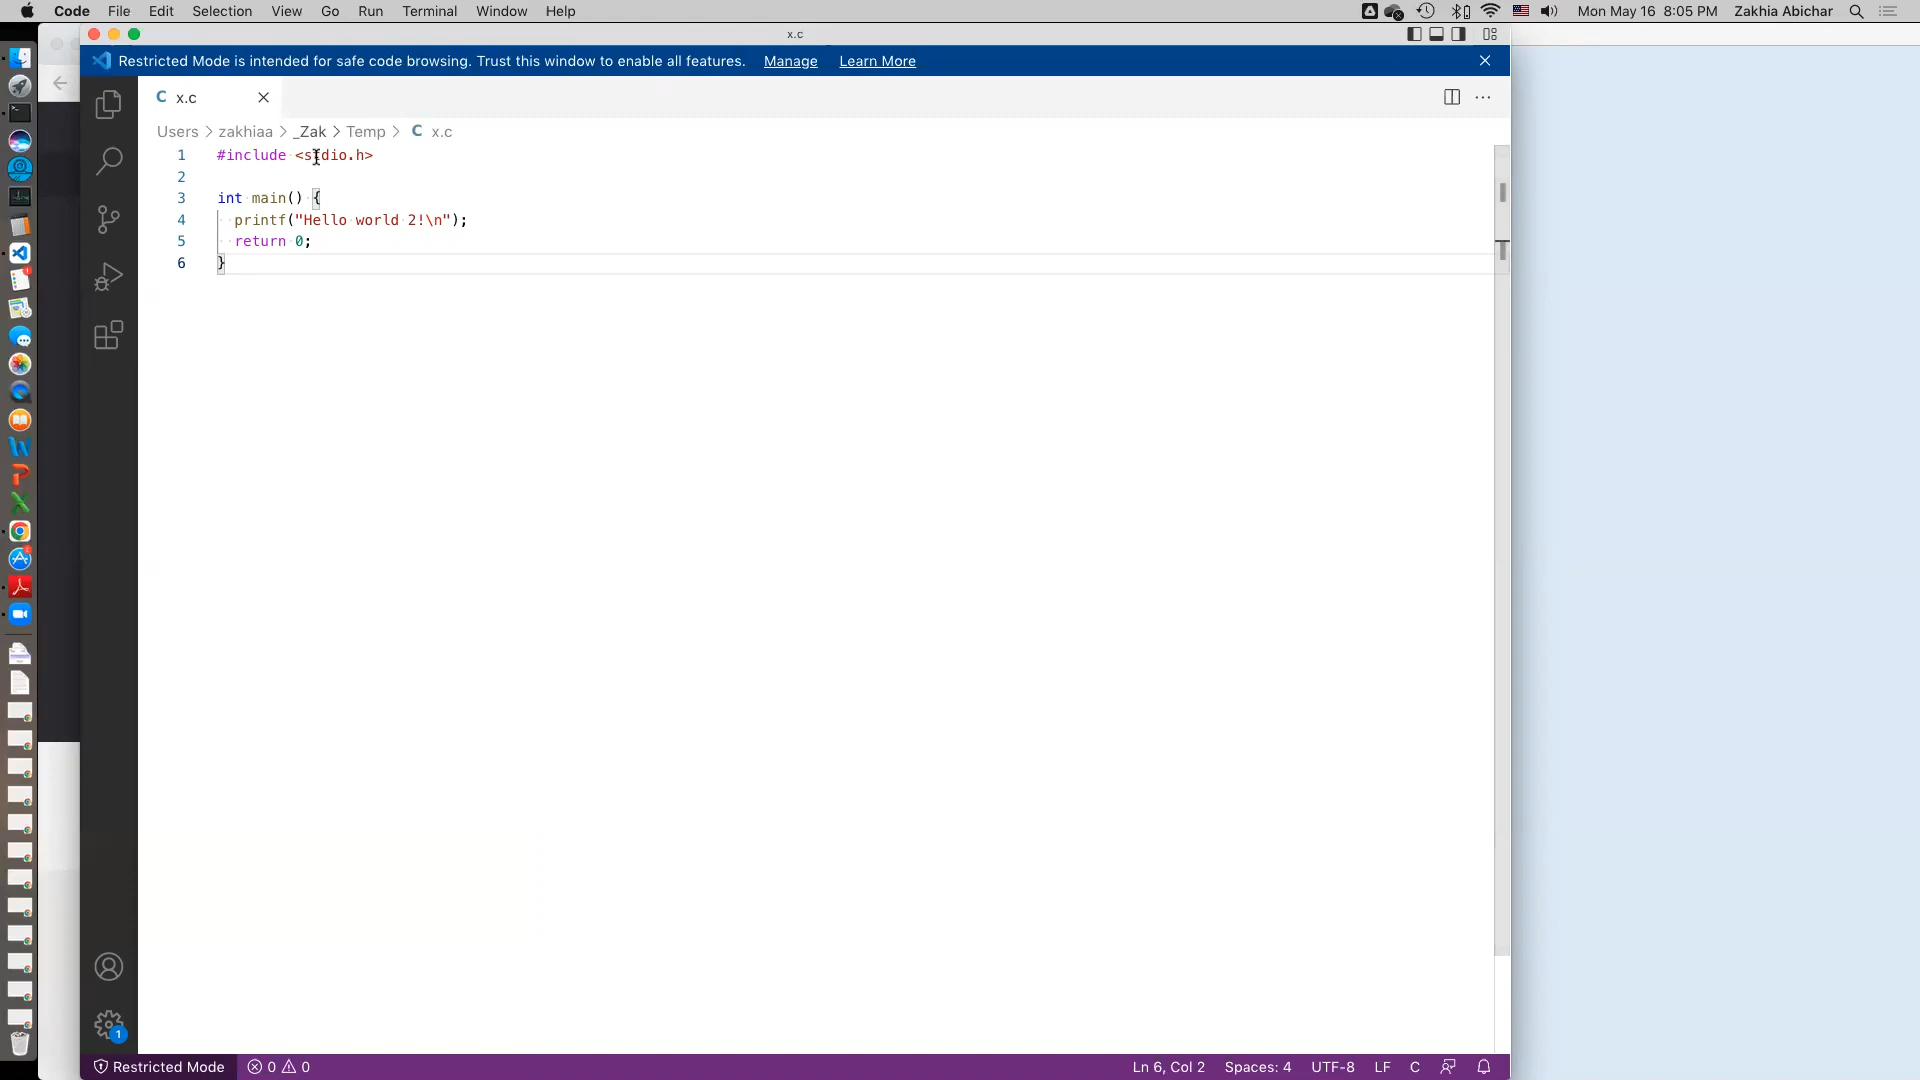 Code File Edit Selection View Go Run Terminal Window Help Mon May 16 8:05 PM Zakhia Abichar
x.c
Restricted Mode is intended for safe code browsing. Trust this window to enable all features. Manage Learn More
C x.c
Users > zakhiaa > _Zak > Temp > C x.c
1 #include <stdio.h>
2
3 int main() {
4 printf("Hello world 2!\n");
5 return 0;
6 }
1
Restricted Mode 0 0 Ln 6, Col 2 Spaces: 4 UTF-8 LF C